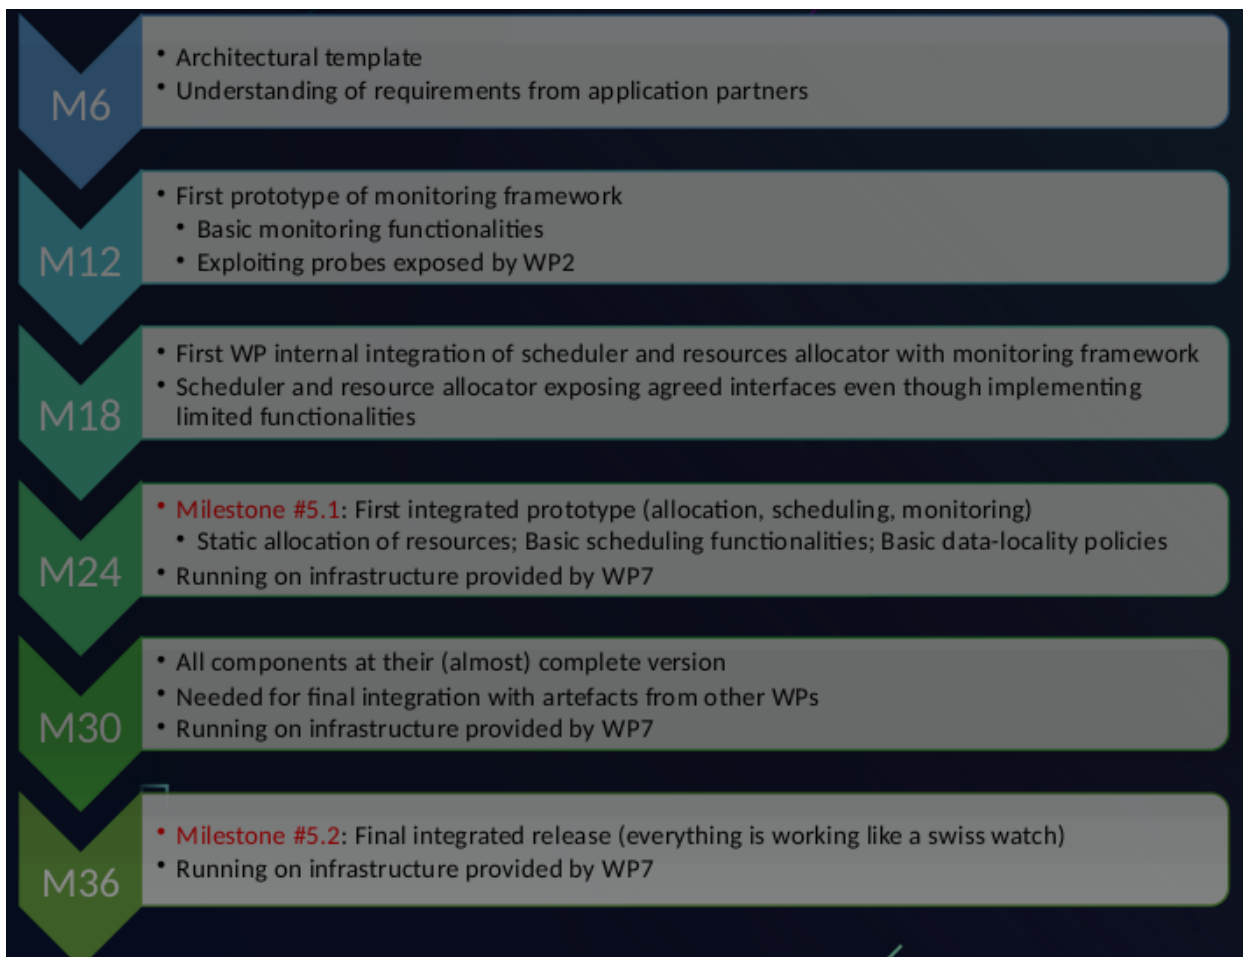 M6
• Architectural template
• Understanding of requirements from application partners
M12
• First prototype of monitoring framework
• Basic monitoring functionalities
• Exploiting probes exposed by WP2
M18
• First WP internal integration of scheduler and resources allocator with monitoring framework
• Scheduler and resource allocator exposing agreed interfaces even though implementing
limited functionalities
M24
• Milestone #5.1: First integrated prototype (allocation, scheduling, monitoring)
• Static allocation of resources; Basic scheduling functionalities; Basic data-locality policies
• Running on infrastructure provided by WP7
M30
• All components at their (almost) complete version
• Needed for final integration with artefacts from other WPs
• Running on infrastructure provided by WP7
M36
• Milestone #5.2: Final integrated release (everything is working like a swiss watch)
• Running on infrastructure provided by WP7